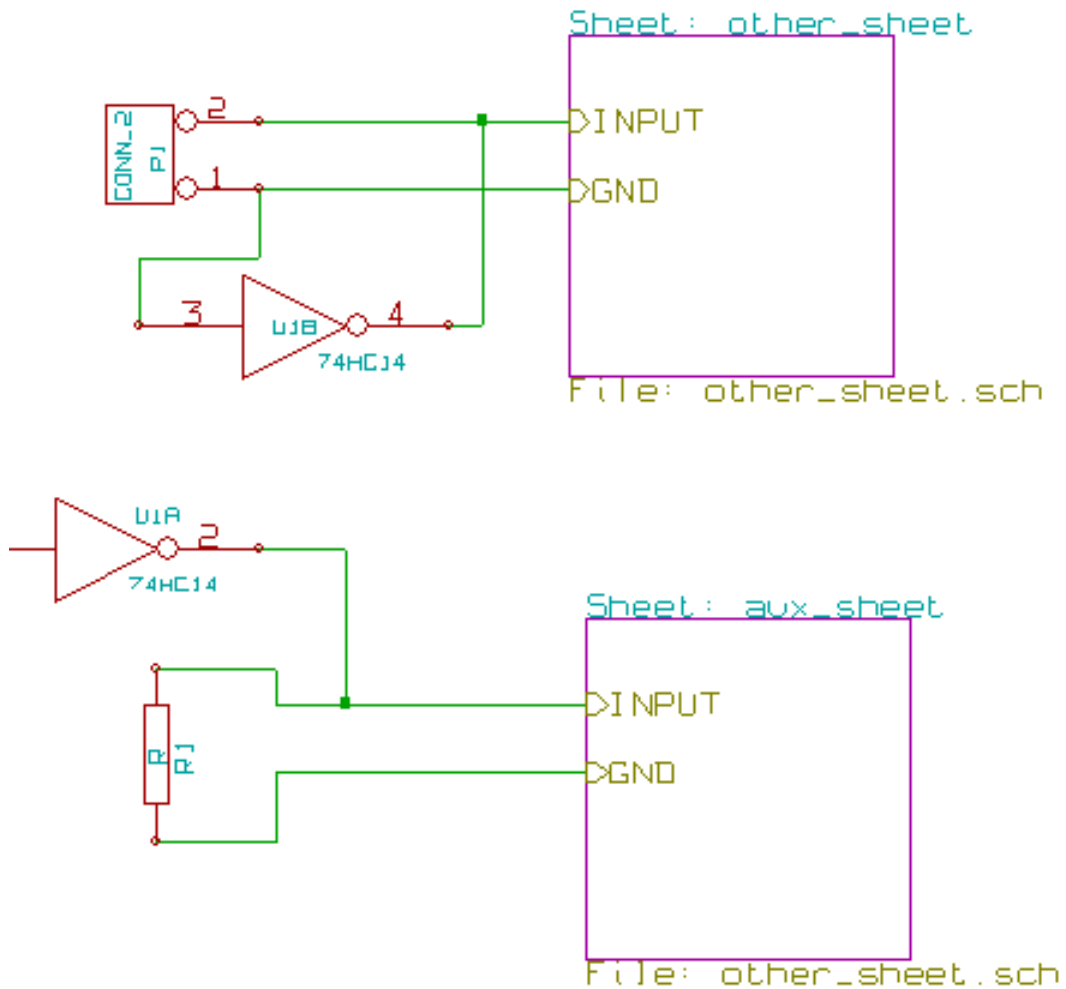 Sheet: other_sheet
CONN_2
P1
2
INPUT
1
GND
3
U1B
4
74HC14
File: other_sheet.sch
U1A
2
74HC14
Sheet: aux_sheet
INPUT
R
R1
GND
File: other_sheet.sch